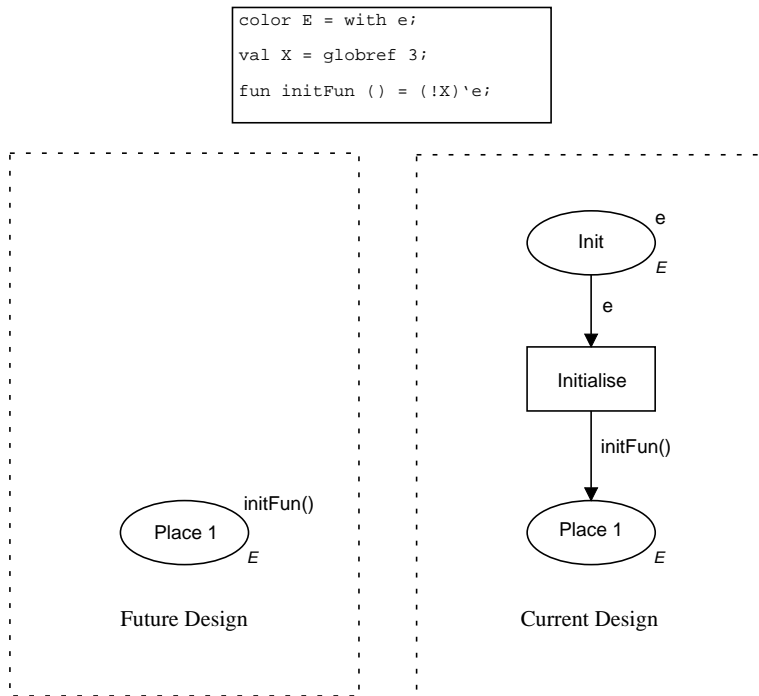 color E = with e;
val X = globref 3;
fun initFun () = (!X)‘e;
e
Init
E
e
Initialise
initFun()
initFun()
Place 1
E
Place 1
E
Future Design
Current Design